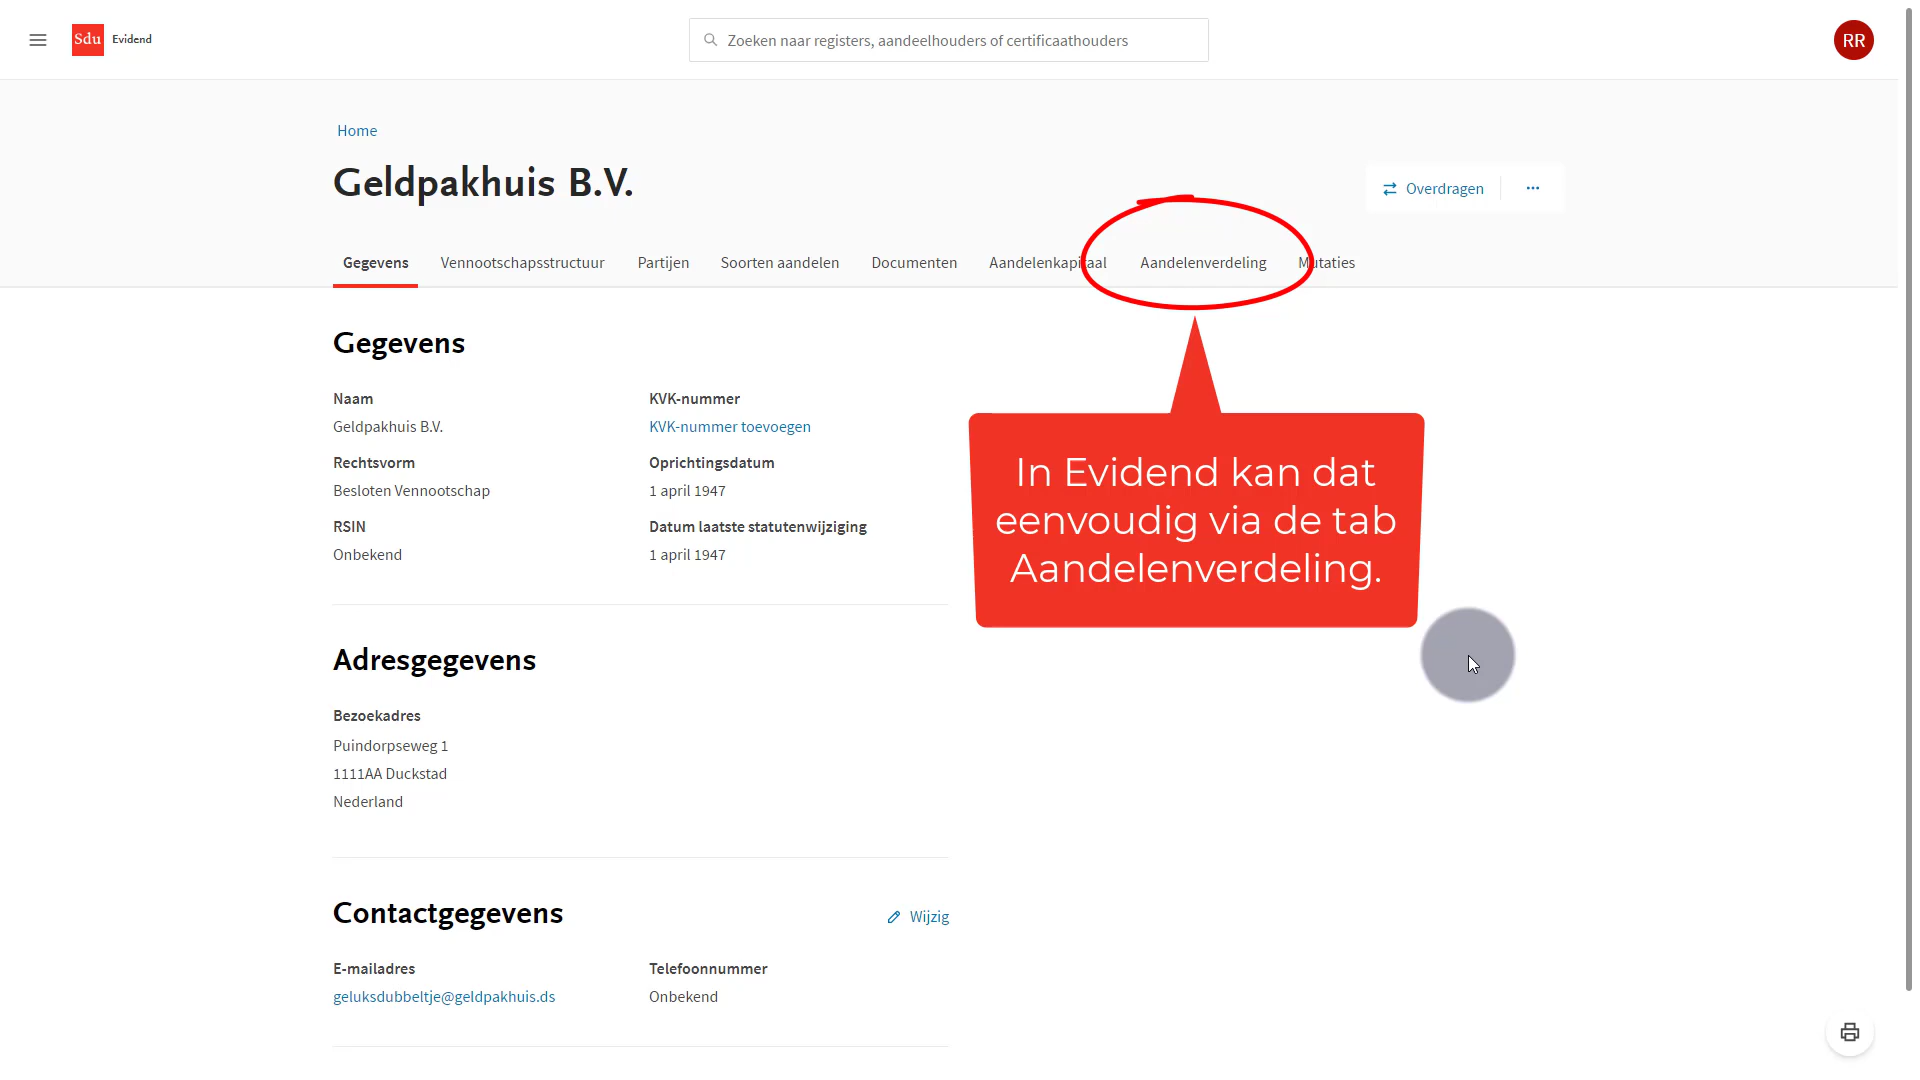 Sdu Evidend
Zoeken naar registers, aandeelhouders of certificaathouders
RR
Home
Geldpakhuis B.V.
Overdragen
Gegevens Vennootschapsstructuur Partijen Soorten aandelen Documenten Aandelenkapitaal Aandelenverdeling Mutaties
Gegevens
Naam KVK-nummer
Geldpakhuis B.V. KVK-nummer toevoegen
Rechtsvorm Oprichtingsdatum
Besloten Vennootschap 1 april 1947
RSIN Datum laatste statutenwijziging
Onbekend 1 april 1947
In Evidend kan dat
eenvoudig via de tab
Aandelenverdeling.
Adresgegevens
Bezoekadres
Puindorpseweg 1
1111AA Duckstad
Nederland
Contactgegevens Wijzig
E-mailadres Telefoonnummer
geluksdubbeltje@geldpakhuis.ds Onbekend